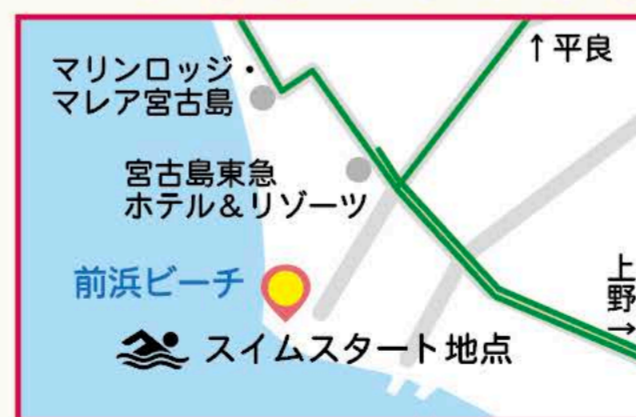 ↑平良
マリンロッジ・
マレア宮古島
宮古島東急
ホテル＆リゾーツ
前浜ビーチ
上野→
スイムスタート地点